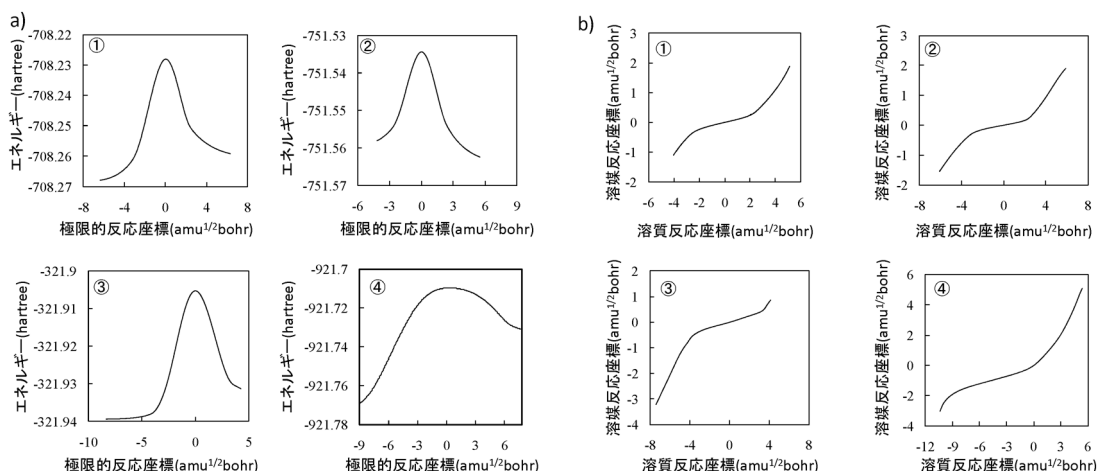 a)
①
エネルギー(hartree)
-708.22
-708.23
-708.24
-708.25
-708.26
-708.27
-8 -4 0 4 8
極限的反応座標(amu1/2bohr)
②
エネルギー(hartree)
-751.53
-751.54
-751.55
-751.56
-751.57
-6 -3 0 3 6 9
極限的反応座標(amu1/2bohr)
③
エネルギー(hartree)
-321.9
-321.91
-321.92
-321.93
-321.94
-10 -5 0 5
極限的反応座標(amu1/2bohr)
④
エネルギー(hartree)
-921.7
-921.72
-921.74
-921.76
-921.78
-9 -6 -3 0 3 6
極限的反応座標(amu1/2bohr)
b)
①
溶媒反応座標(amu1/2bohr)
3
2
1
0
-1
-2
-6 -4 -2 0 2 4 6
溶質反応座標(amu1/2bohr)
②
溶媒反応座標(amu1/2bohr)
3
2
1
0
-1
-2
-8 -4 0 4 8
溶質反応座標(amu1/2bohr)
③
溶媒反応座標(amu1/2bohr)
2
1
0
-1
-2
-3
-4
-8 -4 0 4 8
溶質反応座標(amu1/2bohr)
④
溶媒反応座標(amu1/2bohr)
6
4
2
0
-2
-4
-12 -9 -6 -3 0 3 6
溶質反応座標(amu1/2bohr)